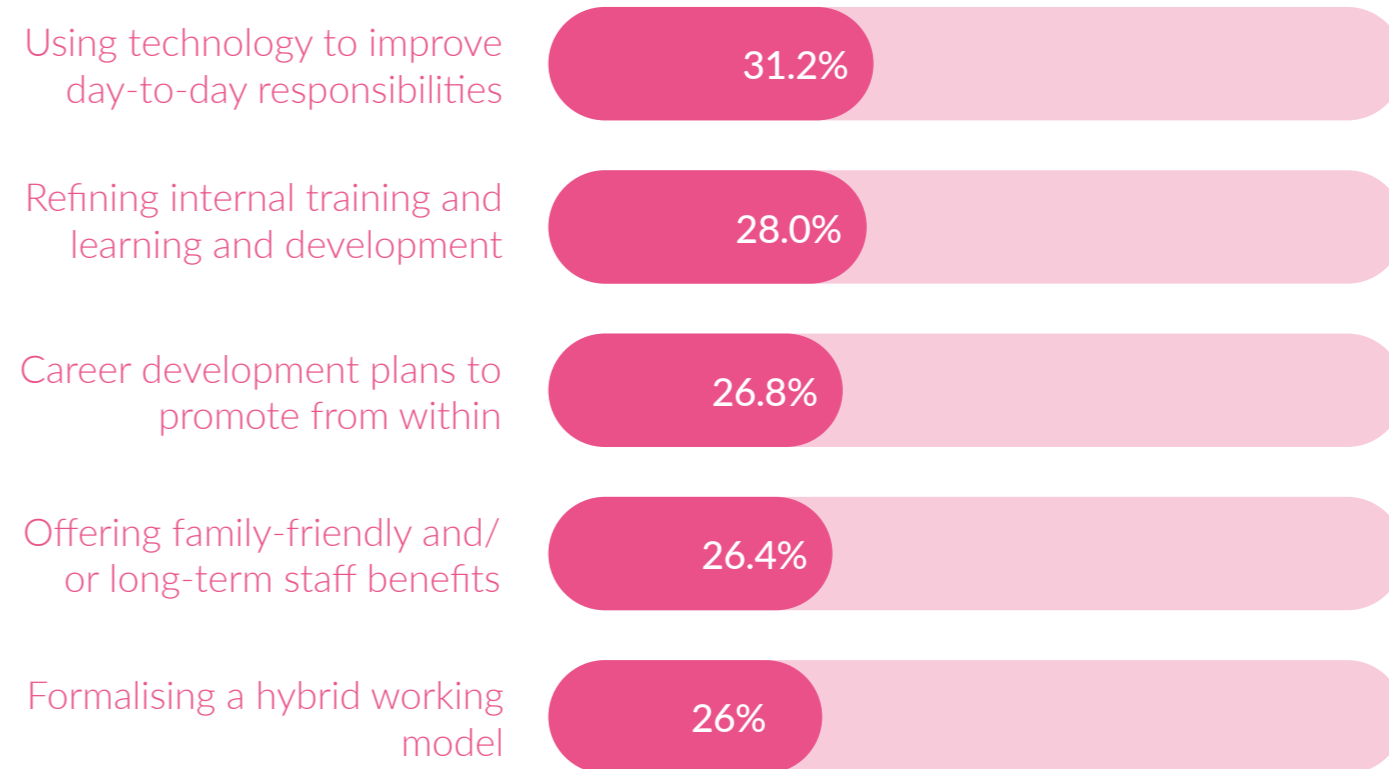 Using technology to improve
day-to-day responsibilities
31.2%
Refining internal training and
learning and development
28.0%
Career development plans to
promote from within
26.8%
Offering family-friendly and/
or long-term staff benefits
26.4%
Formalising a hybrid working
model
26%